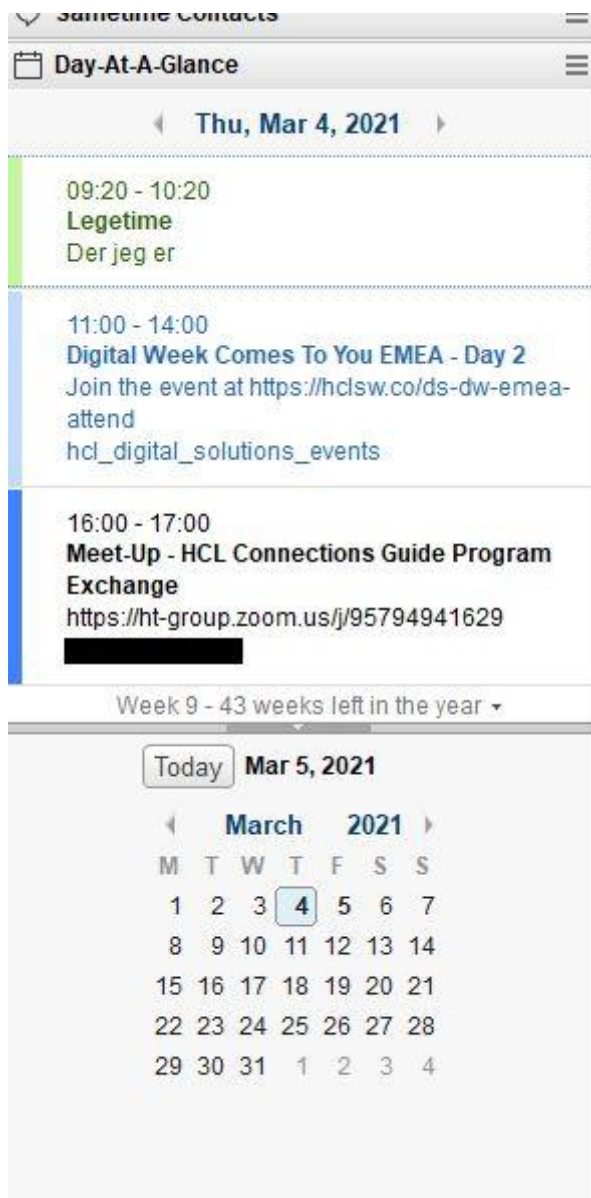 Sametime Contacts
Day-At-A-Glance
Thu, Mar 4, 2021
09:20 - 10:20
Legetime
Der jeg er
11:00 - 14:00
Digital Week Comes To You EMEA - Day 2
Join the event at https://hclsw.co/ds-dw-emea-
attend
hcl_digital_solutions_events
16:00 - 17:00
Meet-Up - HCL Connections Guide Program
Exchange
https://ht-group.zoom.us/j/95794941629
Week 9 - 43 weeks left in the year
Today Mar 5, 2021
March 2021
M T W T F S S
1 2 3 4 5 6 7
8 9 10 11 12 13 14
15 16 17 18 19 20 21
22 23 24 25 26 27 28
29 30 31 1 2 3 4